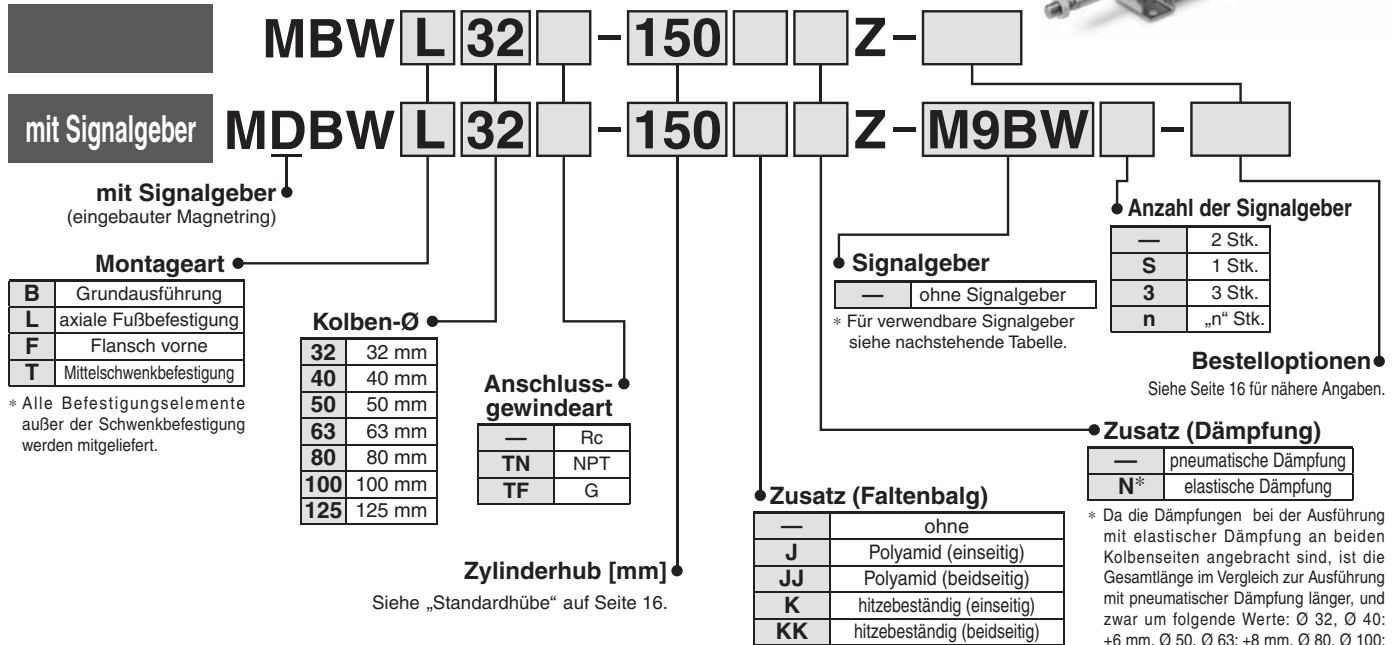 MBW L 32 - 150 Z -
mit Signalgeber MDBW L 32 - 150 Z - M9BW -
mit Signalgeber
(eingebauter Magnetring)
Montageart
B Grundausführung
L axiale Fußbefestigung
F Flansch vorne
T Mittelschwenkbefestigung
* Alle Befestigungselemente
außer der Schwenkbefestigung
werden mitgeliefert.
Kolben-Ø
32 32 mm
40 40 mm
50 50 mm
63 63 mm
80 80 mm
100 100 mm
125 125 mm
Anschluss-
gewindeart
— Rc
TN NPT
TF G
Zylinderhub [mm]
Siehe „Standardhübe“ auf Seite 16.
Zusatz (Faltenbalg)
— ohne
J Polyamid (einseitig)
JJ Polyamid (beidseitig)
K hitzebeständig (einseitig)
KK hitzebeständig (beidseitig)
Signalgeber
— ohne Signalgeber
* Für verwendbare Signalgeber
siehe nachstehende Tabelle.
Anzahl der Signalgeber
— 2 Stk.
S 1 Stk.
3 3 Stk.
n „n“ Stk.
Bestelloptionen
Siehe Seite 16 für nähere Angaben.
Zusatz (Dämpfung)
— pneumatische Dämpfung
N* elastische Dämpfung
* Da die Dämpfungen bei der Ausführung
mit elastischer Dämpfung an beiden
Kolbenseiten angebracht sind, ist die
Gesamtlänge im Vergleich zur Ausführung
mit pneumatischer Dämpfung länger, und
zwar um folgende Werte: Ø 32, Ø 40:
+6 mm, Ø 50, Ø 63: +8 mm, Ø 80, Ø 100: